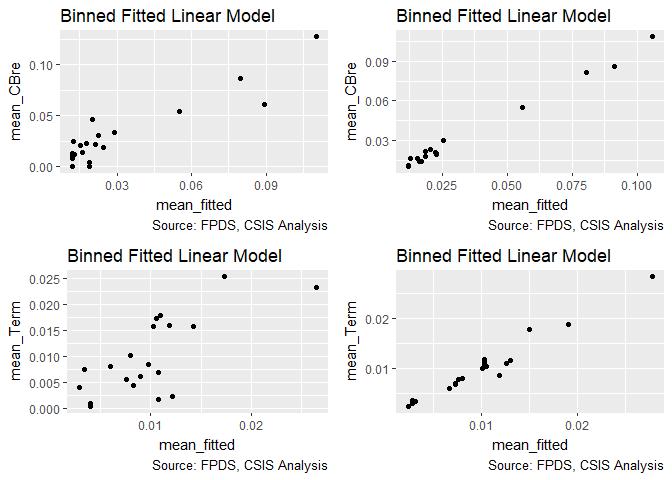 Binned Fitted Linear Model
mean_CBre
0.10
0.05
0.00
0.03
0.06
0.09
mean_fitted
Source: FPDS, CSIS Analysis
Binned Fitted Linear Model
mean_CBre
0.09
0.06
0.03
0.025
0.050
0.075
0.100
mean_fitted
Source: FPDS, CSIS Analysis
Binned Fitted Linear Model
mean_Term
0.025
0.020
0.015
0.010
0.005
0.000
0.01
0.02
mean_fitted
Source: FPDS, CSIS Analysis
Binned Fitted Linear Model
mean_Term
0.02
0.01
0.01
0.02
mean_fitted
Source: FPDS, CSIS Analysis